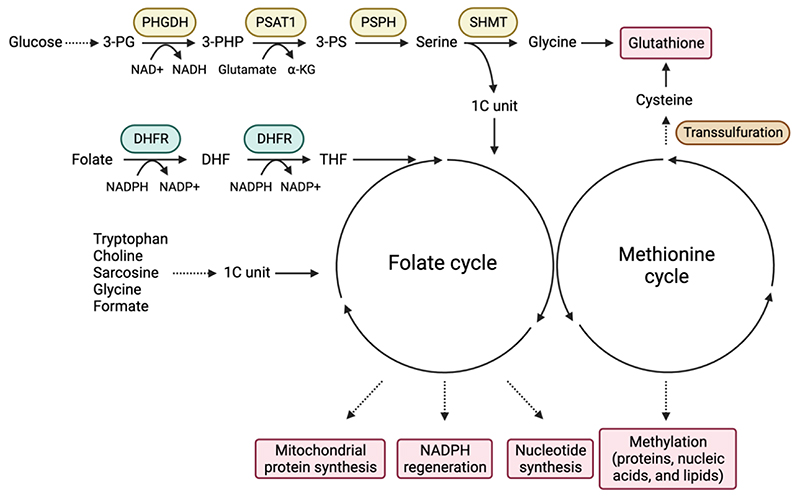 PHGDH PSAT1 PSPH SHMT
Glucose 3-PG 3-PHP 3-PS Serine Glycine Glutathione
NAD+ NADH Glutamate α-KG
1C unit
Cysteine
Transsulfuration
DHFR DHFR
Folate DHF THF
NADPH NADP+ NADPH NADP+
Tryptophan
Choline
Sarcosine
Glycine
Formate
1C unit
Folate cycle
Methionine
cycle
Mitochondrial
protein synthesis
NADPH
regeneration
Nucleotide
synthesis
Methylation
(proteins, nucleic
acids, and lipids)